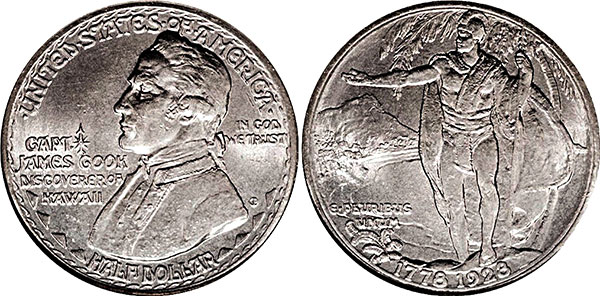 UNITED·STATES·OF·AMERICA
CAPT.
JAMES COOK
DISCOVERER OF
HAWAII
IN GOD
WE TRUST
HALF DOLLAR
E·PLURIBUS
UNUM
1778 1928